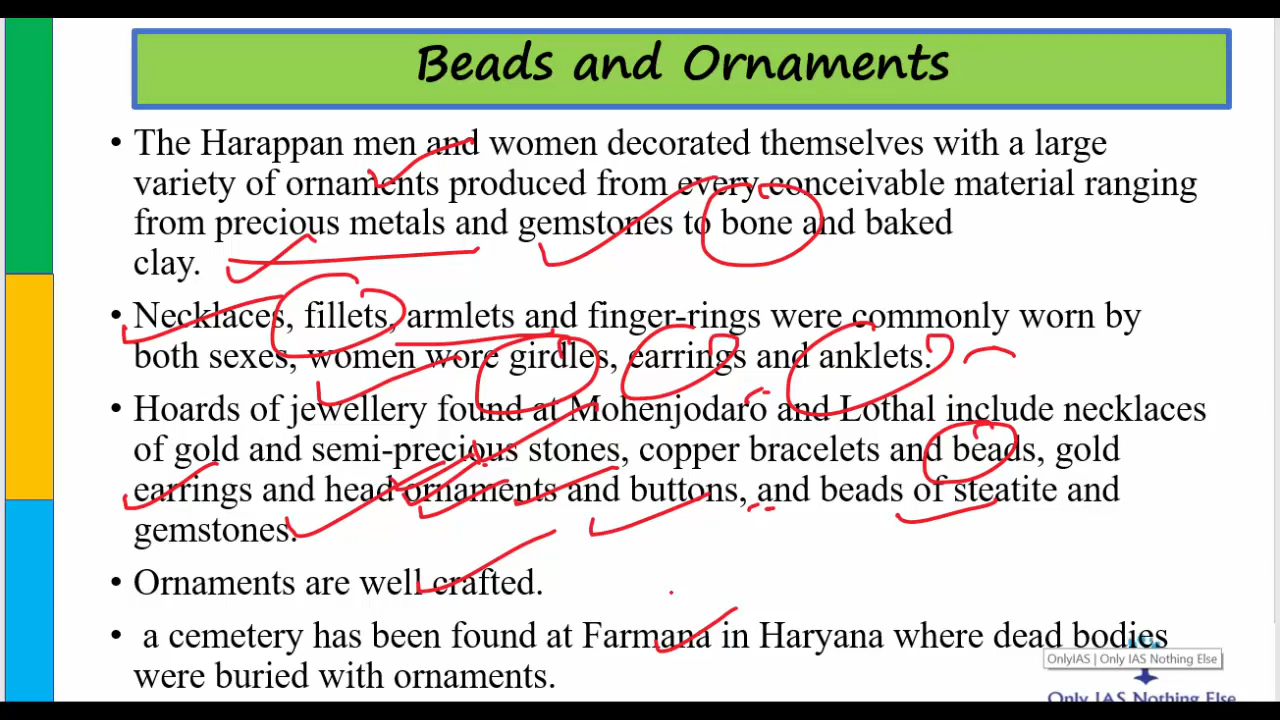 Beads and Ornaments
• The Harappan men and women decorated themselves with a large
variety of ornaments produced from every conceivable material ranging
from precious metals and gemstones to bone and baked
clay.
• Necklaces, fillets, armlets and finger-rings were commonly worn by
both sexes, women wore girdles, earrings and anklets.
• Hoards of jewellery found at Mohenjodaro and Lothal include necklaces
of gold and semi-precious stones, copper bracelets and beads, gold
earrings and head ornaments and buttons, and beads of steatite and
gemstones.
• Ornaments are well crafted.
• a cemetery has been found at Farmana in Haryana where dead bodies
were buried with ornaments.
OnlyIAS | Only IAS Nothing Else
Only IAS Nothing Else